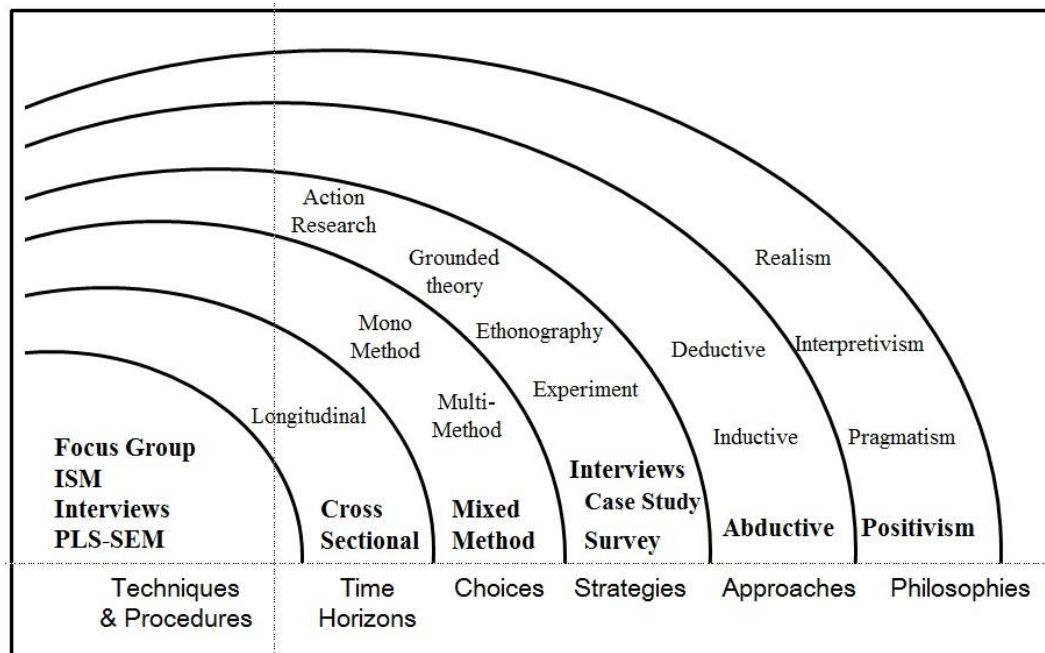 Action
Research
Grounded
theory
Realism
Mono
Method
Ethonography
Deductive
Interpretivism
Experiment
Longitudinal
Multi-
Method
Inductive
Pragmatism
Focus Group
ISM
Interviews
PLS-SEM
Cross
Sectional
Mixed
Method
Interviews
Case Study
Survey
Abductive
Positivism
Techniques
& Procedures
Time
Horizons
Choices
Strategies
Approaches
Philosophies